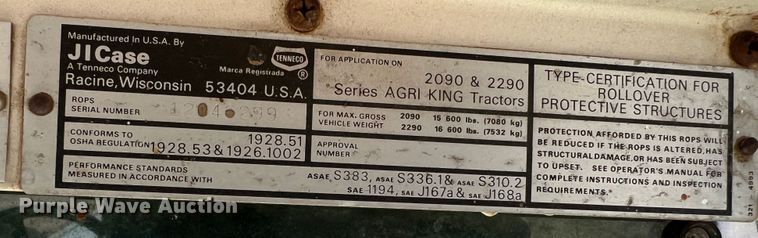 Manufactured in U.S.A. By
JICase
A Tenneco Company
Racine, Wisconsin 53404 U.S.A.
TENNECO
Marca Registrada ®
ROPS
SERIAL NUMBER
CONFORMS TO
OSHA REGULATION
1928.51
1928.53 & 1926.1002
PERFORMANCE STANDARDS
MEASURED IN ACCORDANCE WITH
ASAE S383, ASAE S336.1 & ASAE S310.2
SAE 1194, SAE J167a & SAE J168a
FOR APPLICATION ON
2090 & 2290
Series AGRI KING Tractors
FOR MAX. GROSS
VEHICLE WEIGHT
2090 15 600 lbs. (7080 kg)
2290 16 600 lbs. (7532 kg)
APPROVAL
NUMBER
TYPE-CERTIFICATION FOR
ROLLOVER
PROTECTIVE STRUCTURES
PROTECTION AFFORDED BY THIS ROPS WILL
BE REDUCED IF THE ROPS IS ALTERED, HAS
STRUCTURAL DAMAGE, OR HAS BEEN SUBJECT
TO UPSET. SEE OPERATOR'S MANUAL FOR
COMPLETE INSTRUCTIONS AND INSPECTION
REQUIREMENTS.
Purple Wave Auction